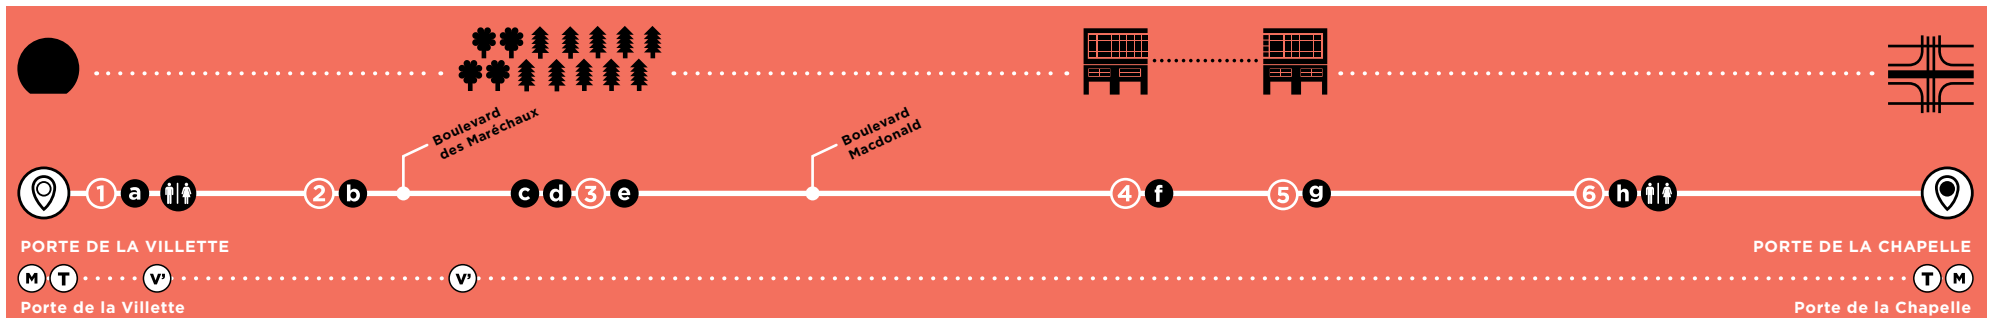 Boulevard
des Maréchaux
Boulevard
Macdonald
1 a 2 b c d 3 e 4 f 5 g 6 h
PORTE DE LA VILLETTE
PORTE DE LA CHAPELLE
M T V' V' T M
Porte de la Villette
Porte de la Chapelle